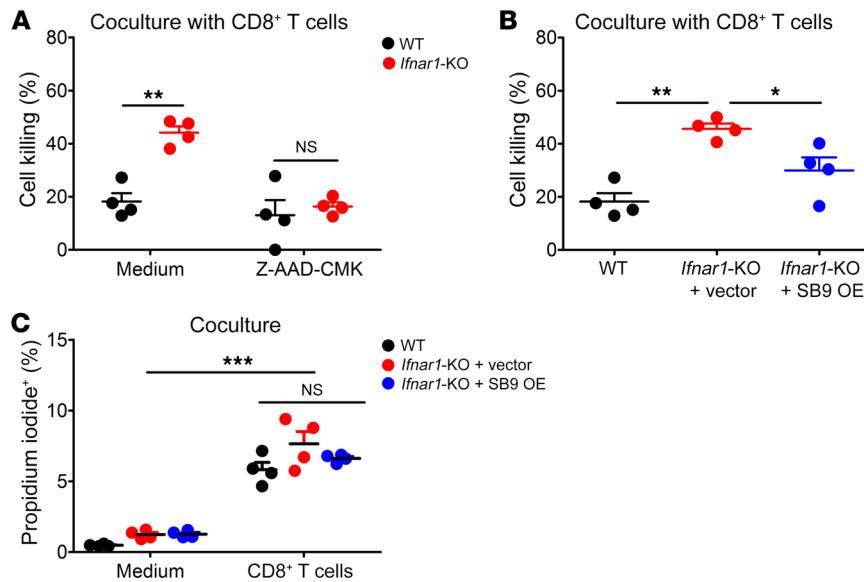 A
Coculture with CD8⁺ T cells
WT
Ifnar1-KO
Cell killing (%)
80
60
40
20
0
**
NS
Medium
Z-AAD-CMK
B
Coculture with CD8⁺ T cells
Cell killing (%)
80
60
40
20
0
**
*
WT
Ifnar1-KO
+ vector
Ifnar1-KO
+ SB9 OE
C
Coculture
WT
Ifnar1-KO + vector
Ifnar1-KO + SB9 OE
Propidium iodide⁺ (%)
15
10
5
0
***
NS
Medium
CD8⁺ T cells